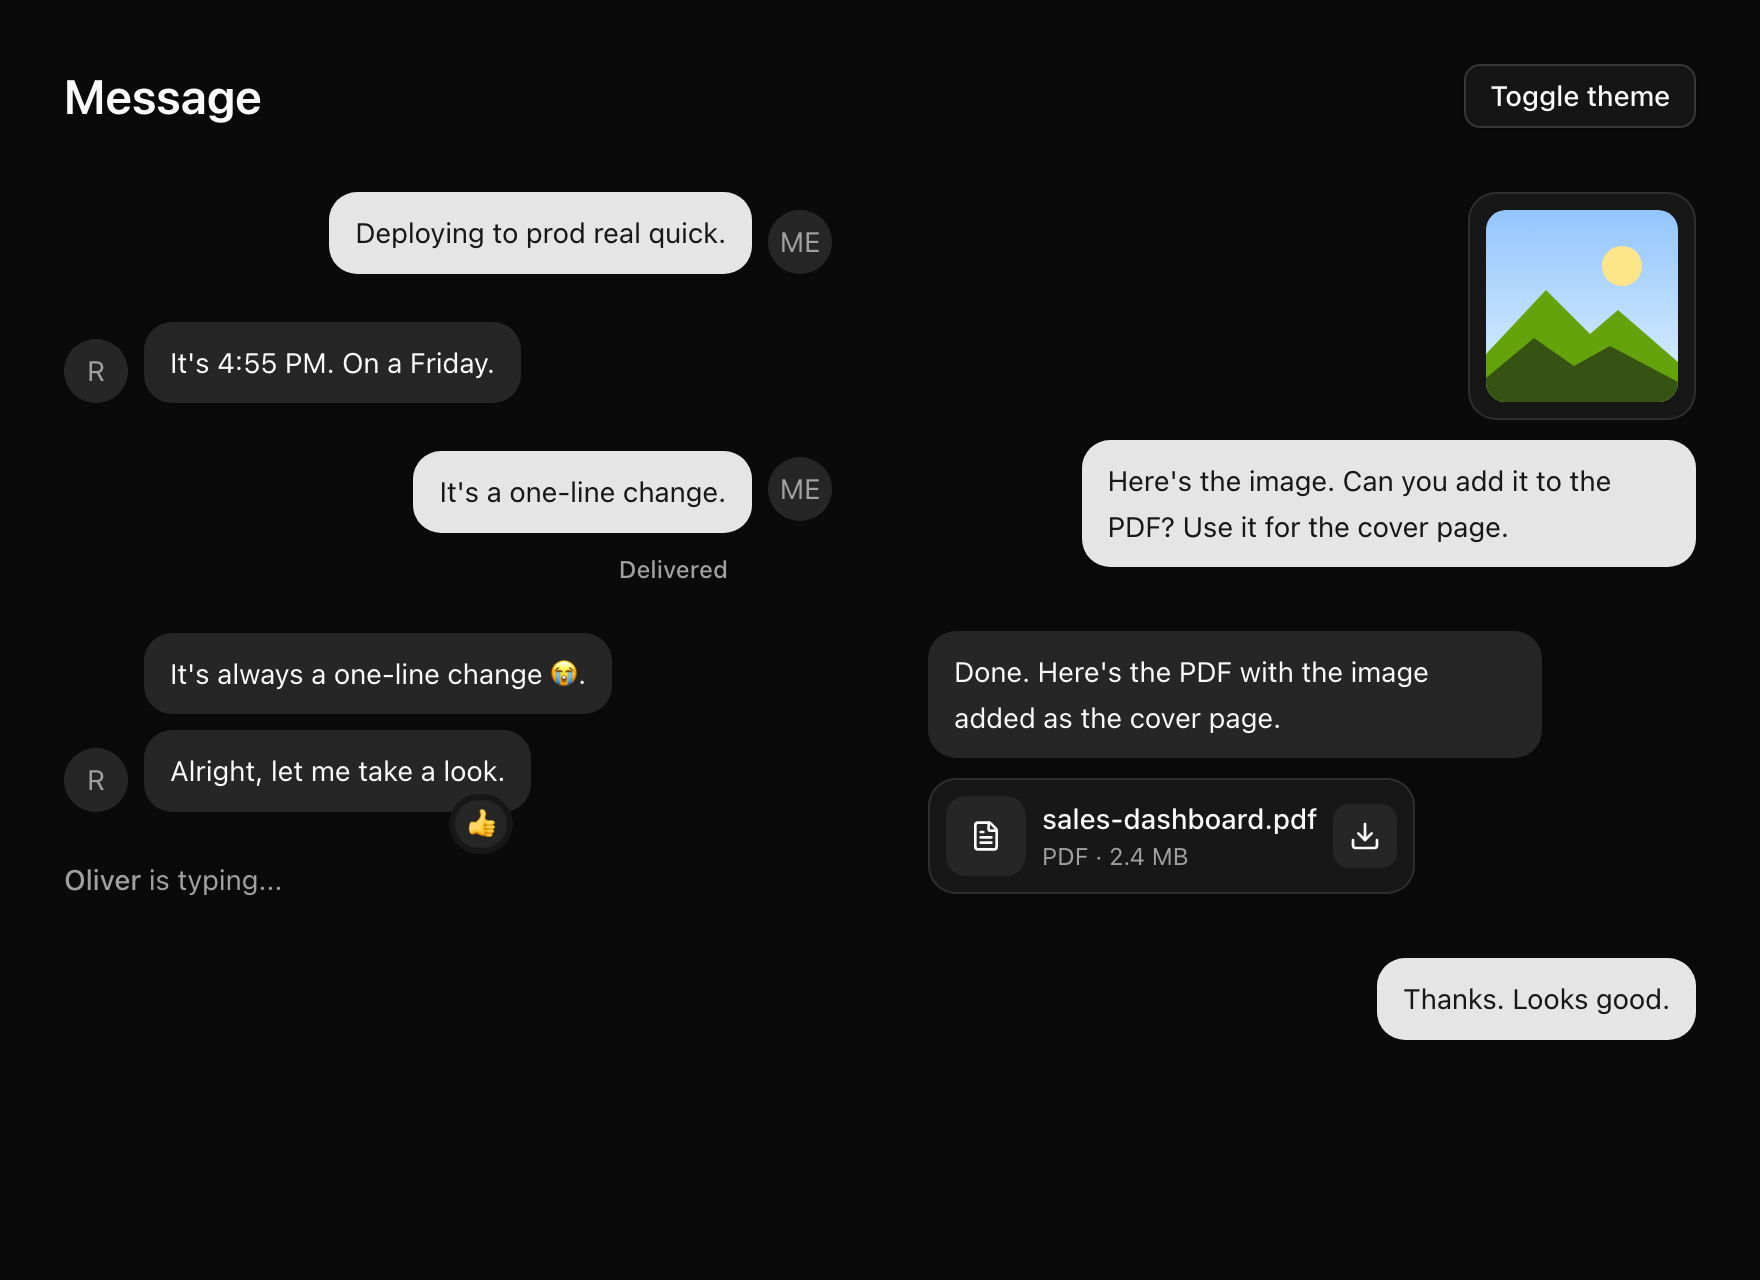 Message
Toggle theme
Deploying to prod real quick.
ME
R
It's 4:55 PM. On a Friday.
It's a one-line change.
ME
Delivered
It's always a one-line change 😭.
R
Alright, let me take a look.
👍
Oliver is typing...
Here's the image. Can you add it to the
PDF? Use it for the cover page.
Done. Here's the PDF with the image
added as the cover page.
sales-dashboard.pdf
PDF · 2.4 MB
Thanks. Looks good.